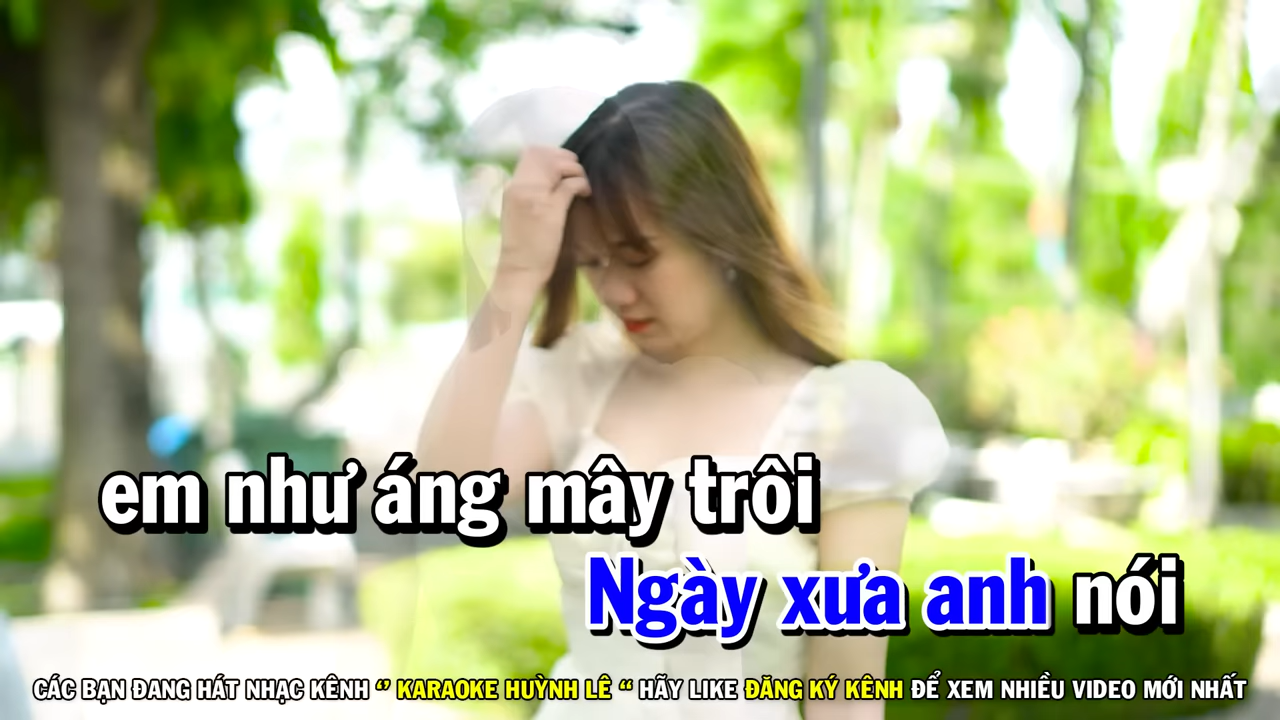 em như áng mây trôi
Ngày xưa anh nói
CÁC BẠN ĐANG HÁT NHẠC KÊNH “ KARAOKE HUỲNH LÊ “ HÃY LIKE ĐĂNG KÝ KÊNH ĐỂ XEM NHIỀU VIDEO MỚI NHẤT